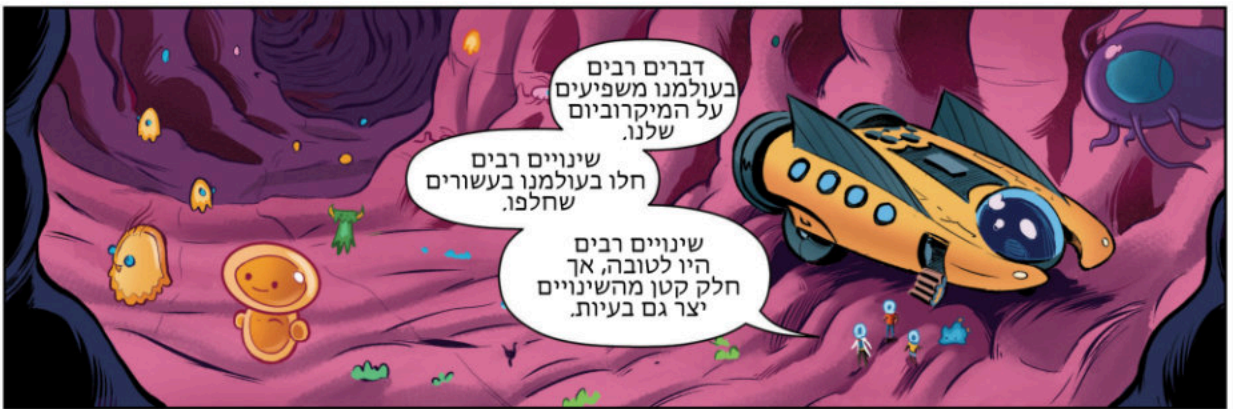 דברים רבים
בעולמנו משפיעים
על המיקרוביום
שלנו.
שינויים רבים
חלו בעולמנו בעשורים
שחלפו.
שינויים רבים
היו לטובה, אך
חלק קטן מהשינויים
יצר גם בעיות.